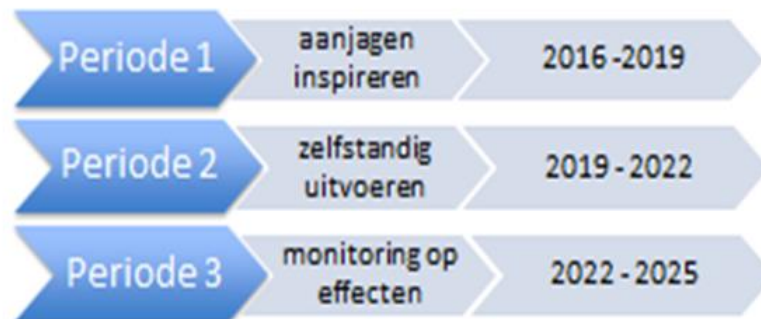 Periode 1
aanjagen
inspireren
2016 -2019
Periode 2
zelfstandig
uitvoeren
2019 - 2022
Periode 3
monitoring op
effecten
2022 - 2025